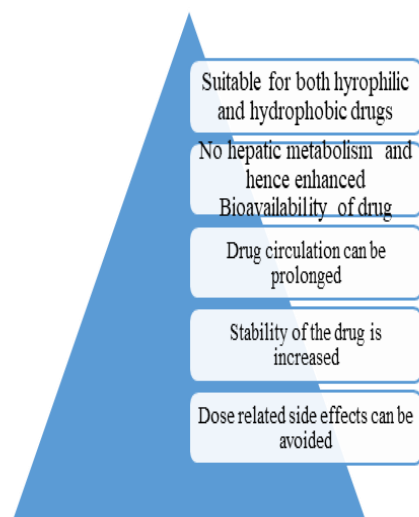 Suitable for both hyrophilic
and hydrophobic drugs
No hepatic metabolism and
hence enhanced
Bioavailability of drug
Drug circulation can be
prolonged
Stability of the drug is
increased
Dose related side effects can be
avoided